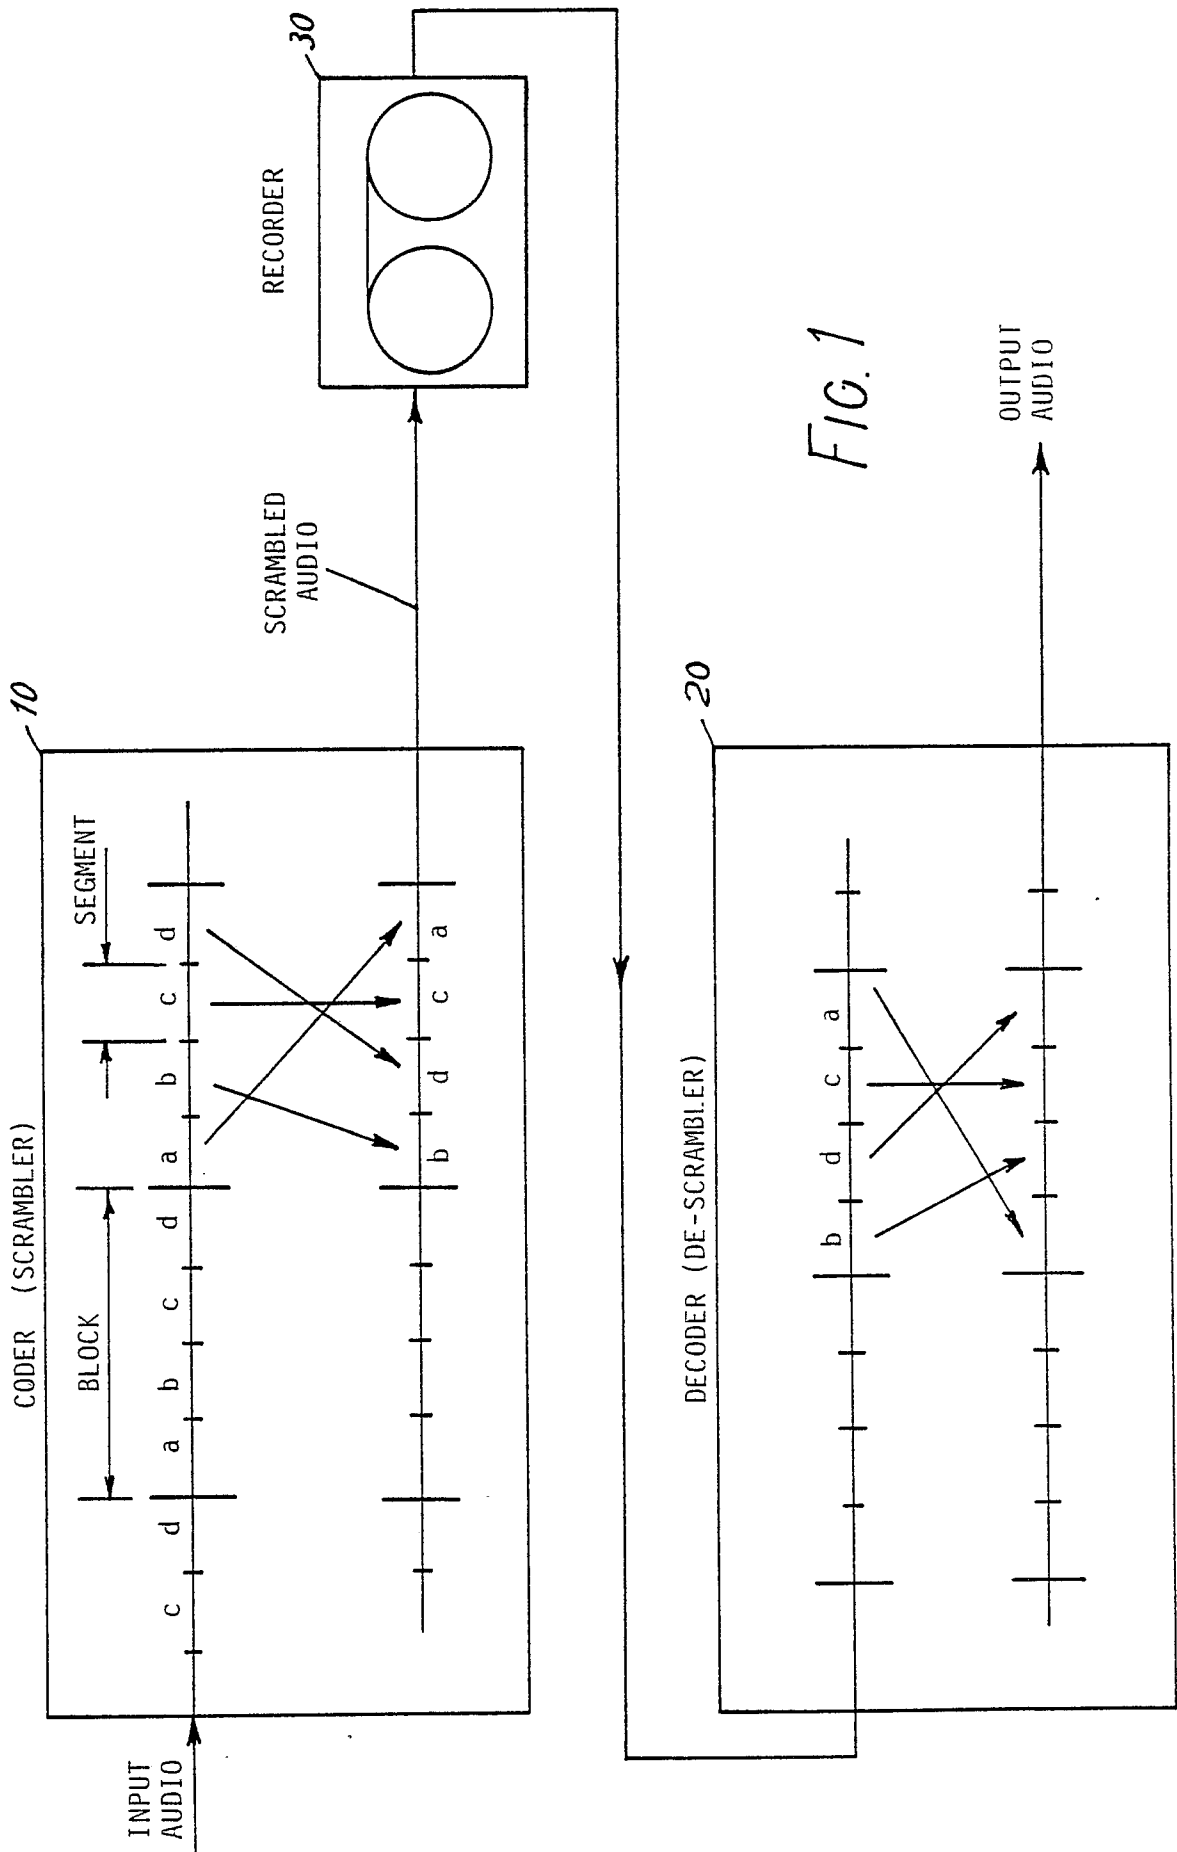 CODER (SCRAMBLER)
10
BLOCK
SEGMENT
INPUT
AUDIO
c d a b c d a b c d
b d c a
SCRAMBLED
AUDIO
RECORDER
30
DECODER (DE-SCRAMBLER)
20
b d c a
OUTPUT
AUDIO
FIG. 1